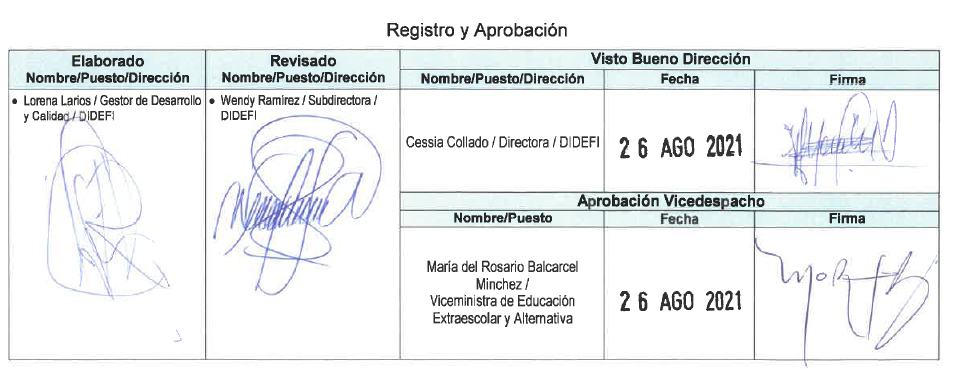 Registro y Aprobación
Elaborado
Nombre/Puesto/Dirección
Revisado
Nombre/Puesto/Dirección
Visto Bueno Dirección
Nombre/Puesto/Dirección
Fecha
Firma
• Lorena Larios / Gestor de Desarrollo
y Calidad / DIDEFI
• Wendy Ramírez / Subdirectora /
DIDEFI
Cessia Collado / Directora / DIDEFI
26 AGO 2021
Aprobación Vicedespacho
Nombre/Puesto
Fecha
Firma
María del Rosario Balcarcel
Minchez /
Viceministra de Educación
Extraescolar y Alternativa
26 AGO 2021